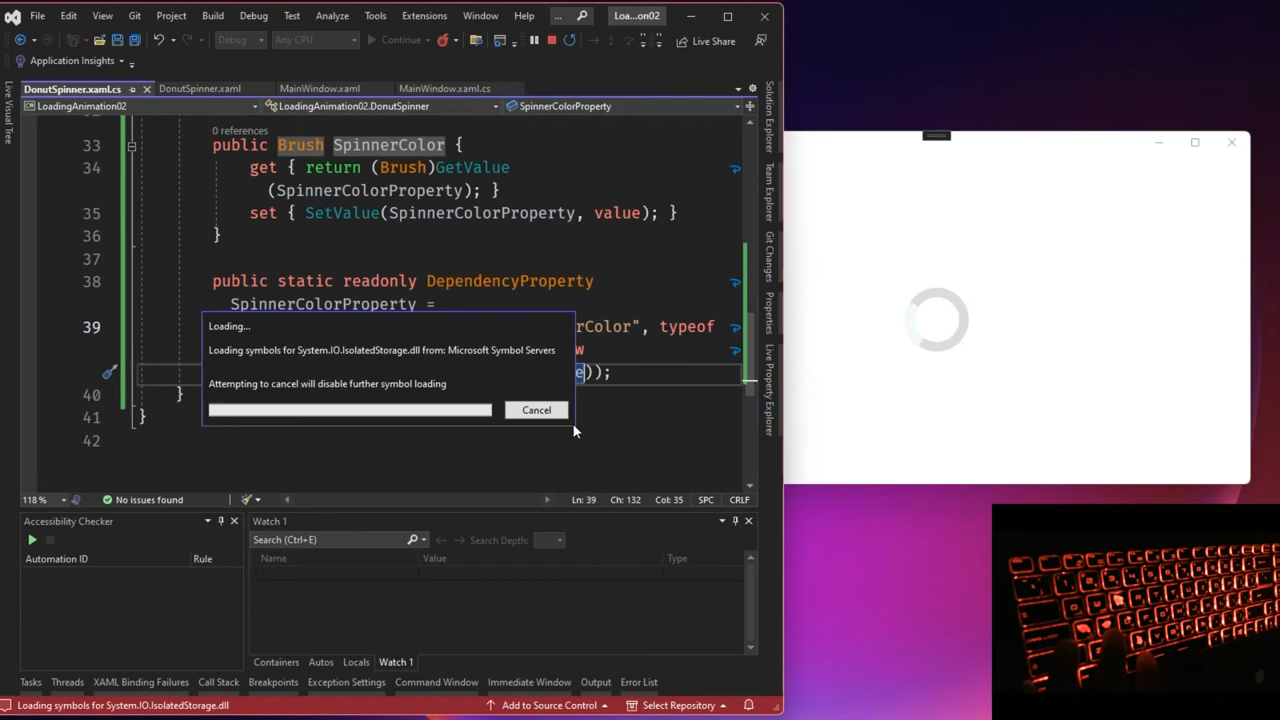 File Edit View Git Project Build Debug Test Analyze Tools Extensions Window Help ... Loa...on02
Debug Any CPU Continue Live Share
Application Insights
DonutSpinner.xaml.cs DonutSpinner.xaml MainWindow.xaml MainWindow.xaml.cs
LoadingAnimation02 LoadingAnimation02.DonutSpinner SpinnerColorProperty
Live Visual Tree
0 references
33 public Brush SpinnerColor {
34 get { return (Brush)GetValue
(SpinnerColorProperty); }
35 set { SetValue(SpinnerColorProperty, value); }
36 }
37
38 public static readonly DependencyProperty
SpinnerColorProperty =
39 rColor", typeof
w
e));
40 }
41 }
42
Loading...
Loading symbols for System.IO.IsolatedStorage.dll from: Microsoft Symbol Servers
Attempting to cancel will disable further symbol loading
Cancel
Solution Explorer
Team Explorer
Git Changes
Properties
Live Property Explorer
118 % No issues found Ln: 39 Ch: 132 Col: 35 SPC CRLF
Accessibility Checker
Automation ID Rule
Watch 1
Search (Ctrl+E) Search Depth:
Name Value Type
Containers Autos Locals Watch 1
Tasks Threads XAML Binding Failures Call Stack Breakpoints Exception Settings Command Window Immediate Window Output Error List
Loading symbols for System.IO.IsolatedStorage.dll Add to Source Control Select Repository